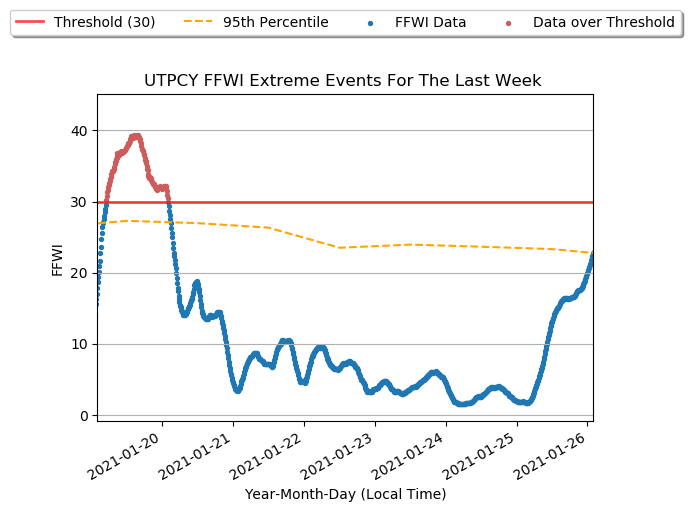 Threshold (30) 95th Percentile FFWI Data Data over Threshold
UTPCY FFWI Extreme Events For The Last Week
40
30
20
10
0
FFWI
2021-01-20 2021-01-21 2021-01-22 2021-01-23 2021-01-24 2021-01-25 2021-01-26
Year-Month-Day (Local Time)